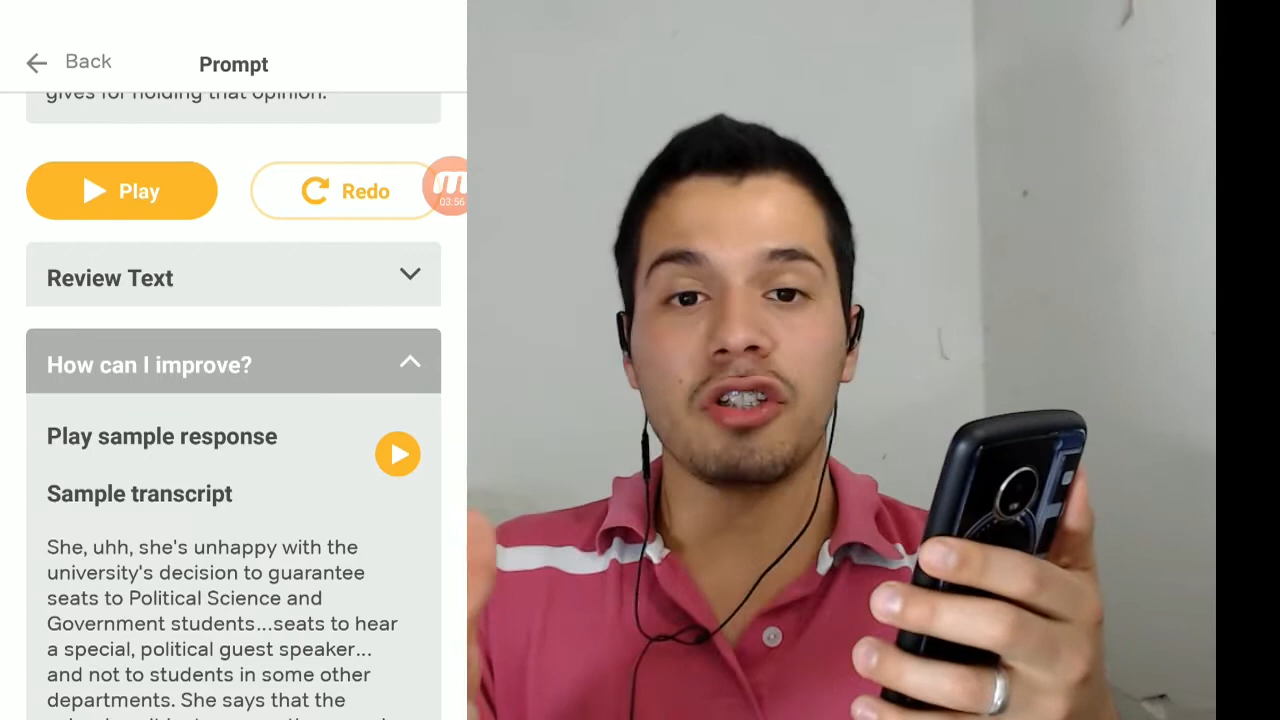 Back
Prompt
gives for holding that opinion.
Play
Redo
03:56
Review Text
How can I improve?
Play sample response
Sample transcript
She, uhh, she's unhappy with the
university's decision to guarantee
seats to Political Science and
Government students...seats to hear
a special, political guest speaker...
and not to students in some other
departments. She says that the